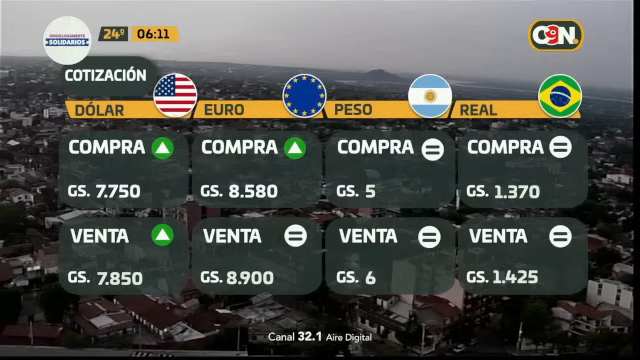 ORGULLOSAMENTE
SOLIDARIOS
24º 06:11
C9N
COTIZACIÓN
DÓLAR EURO PESO REAL
COMPRA COMPRA COMPRA COMPRA
GS. 7.750 GS. 8.580 GS. 5 GS. 1.370
VENTA VENTA VENTA VENTA
GS. 7.850 GS. 8.900 GS. 6 GS. 1.425
Canal 32.1 Aire Digital